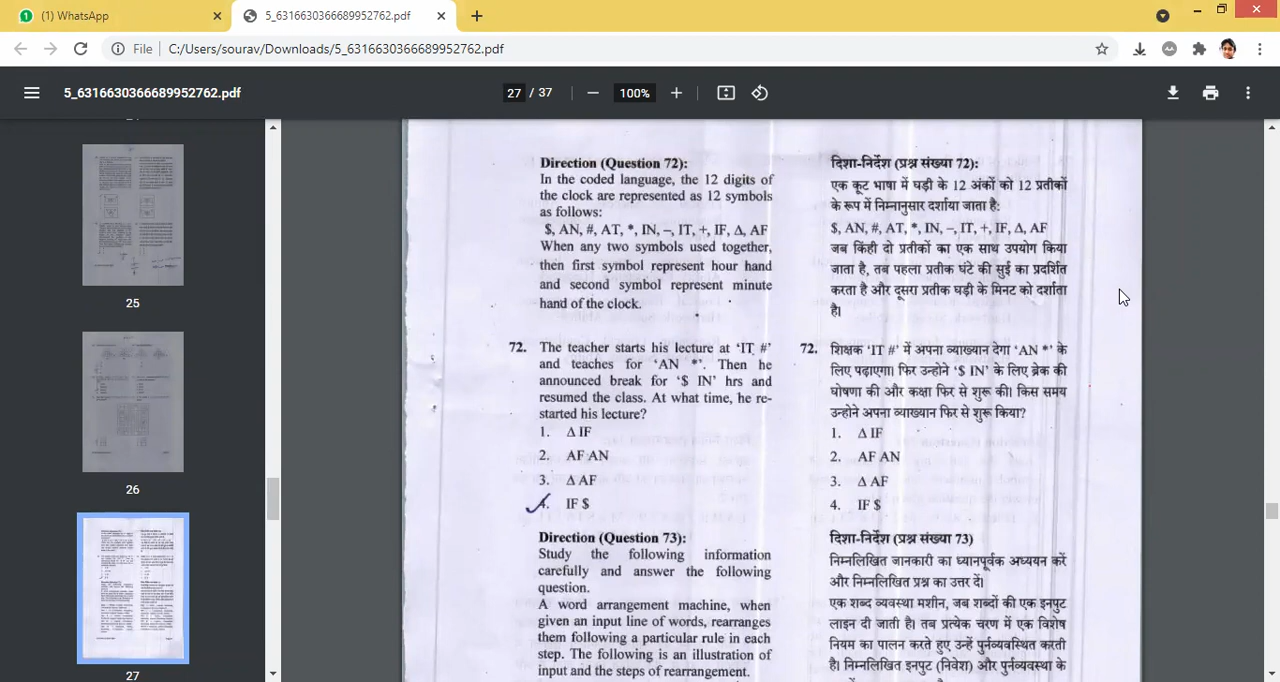 (1) WhatsApp
5_6316630366689952762.pdf
File
C:/Users/sourav/Downloads/5_6316630366689952762.pdf
5_6316630366689952762.pdf
27 / 37
100%
25
26
27
Direction (Question 72):
In the coded language, the 12 digits of
the clock are represented as 12 symbols
as follows:
$, AN, #, AT, *, IN, –, IT, +, IF, Δ, AF
When any two symbols used together,
then first symbol represent hour hand
and second symbol represent minute
hand of the clock.
72. The teacher starts his lecture at ‘IT #’
and teaches for ‘AN *’. Then he
announced break for ‘$ IN’ hrs and
resumed the class. At what time, he re-
started his lecture?
1. Δ IF
2. AF AN
3. Δ AF
4. IF $
Direction (Question 73):
Study the following information
carefully and answer the following
question.
A word arrangement machine, when
given an input line of words, rearranges
them following a particular rule in each
step. The following is an illustration of
input and the steps of rearrangement.
दिशा-निर्देश (प्रश्न संख्या 72):
एक कूट भाषा में घड़ी के 12 अंकों को 12 प्रतीकों
के रूप में निम्नानुसार दर्शाया जाता है:
$, AN, #, AT, *, IN, –, IT, +, IF, Δ, AF
जब किंही दो प्रतीकों का एक साथ उपयोग किया
जाता है, तब पहला प्रतीक घंटे की सुई का प्रदर्शित
करता है और दूसरा प्रतीक घड़ी के मिनट को दर्शाता
है।
72. शिक्षक ‘IT #’ में अपना व्याख्यान देगा ‘AN *’ के
लिए पढ़ाएगा। फिर उन्होने ‘$ IN’ के लिए ब्रेक की
घोषणा की और कक्षा फिर से शुरू की। किस समय
उन्होने अपना व्याख्यान फिर से शुरू किया?
1. Δ IF
2. AF AN
3. Δ AF
4. IF $
दिशा-निर्देश (प्रश्न संख्या 73)
निम्नलिखित जानकारी का ध्यानपूर्वक अध्ययन करें
और निम्नलिखित प्रश्न का उत्तर दें।
एक शब्द व्यवस्था मशीन, जब शब्दों की एक इनपुट
लाइन दी जाती है। तब प्रत्येक चरण में एक विशेष
नियम का पालन करते हुए उन्हें पुर्नव्यवस्थित करती
है। निम्नलिखित इनपुट (निवेश) और पुर्नव्यवस्था के